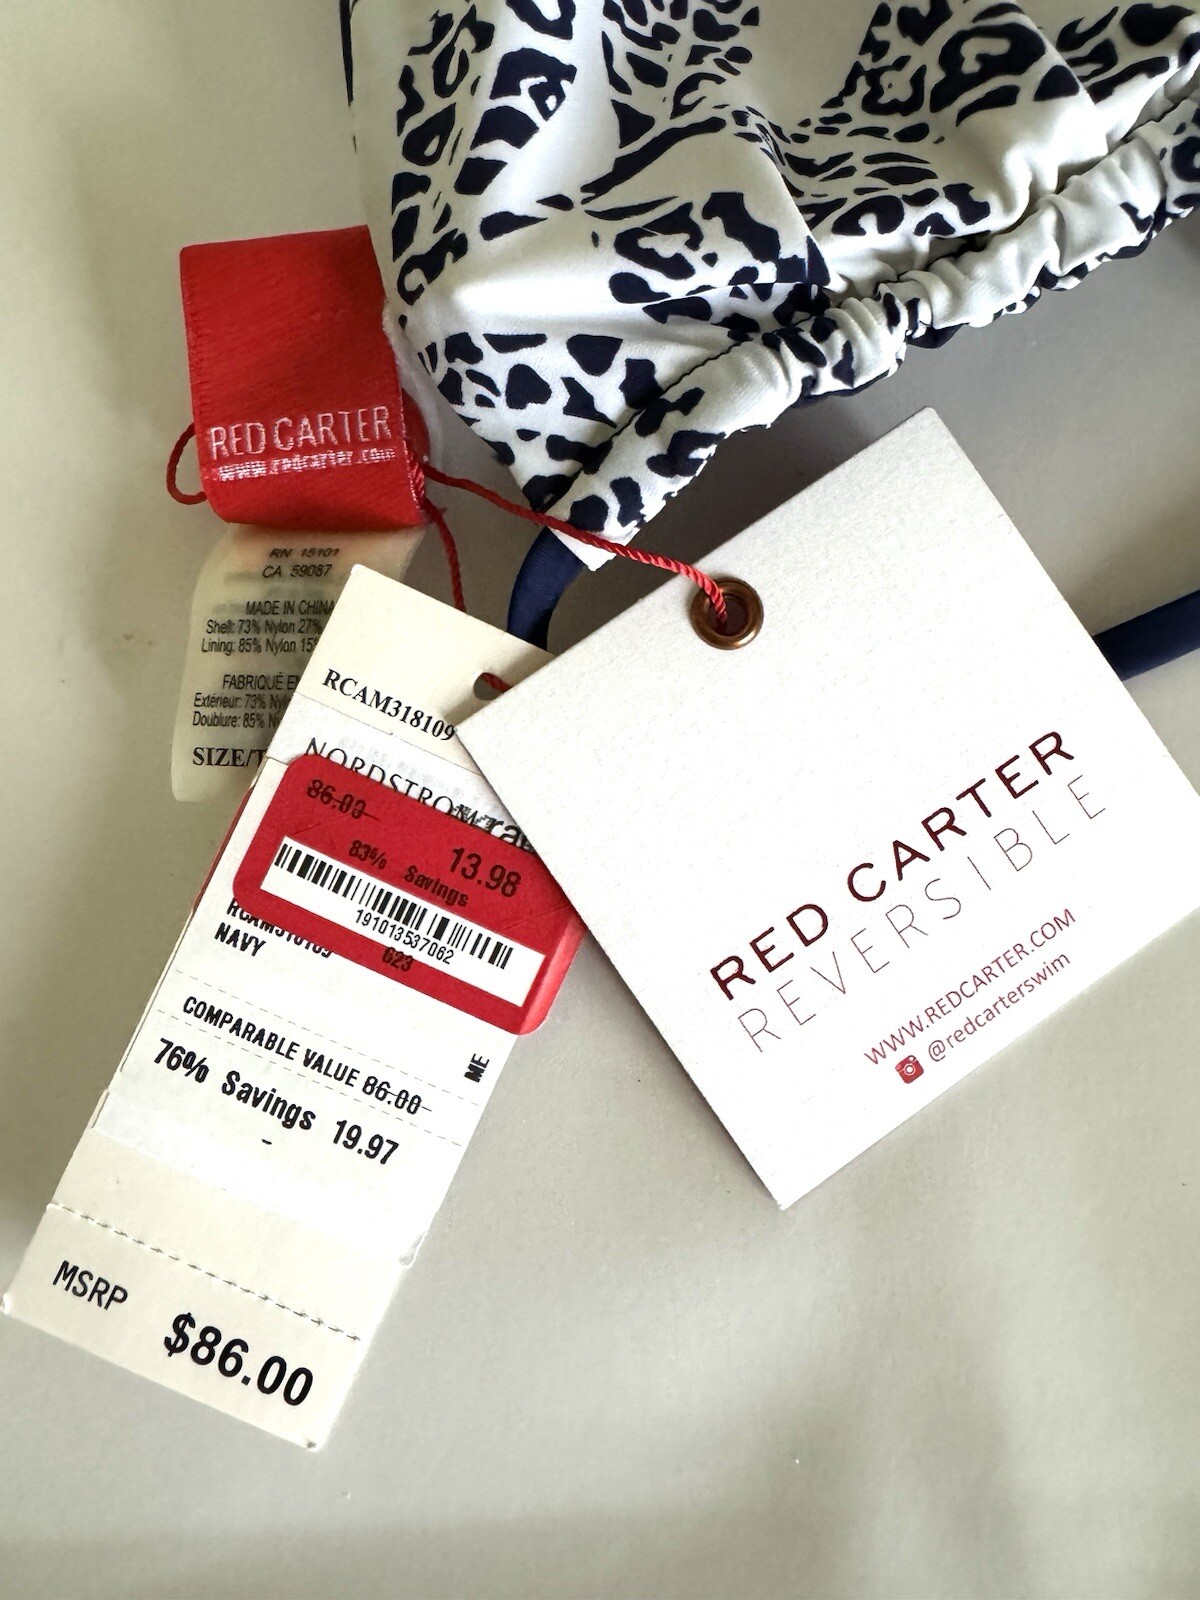 RED CARTER
www.redcarter.com
RN 15101
CA 59087
MADE IN CHINA
Shell: 73% Nylon 27%
Lining: 85% Nylon 15%
FABRIQUÉ EN
Extérieur: 73%
Doublure: 85%
SIZE/T
RCAM318109
NORDSTROM
86.00
83% Savings 13.98
191013537062
623
RCAM318109
NAVY
COMPARABLE VALUE 86.00
ME
76% Savings 19.97
MSRP
$86.00
RED CARTER
REVERSIBLE
WWW.REDCARTER.COM
@redcarterswim